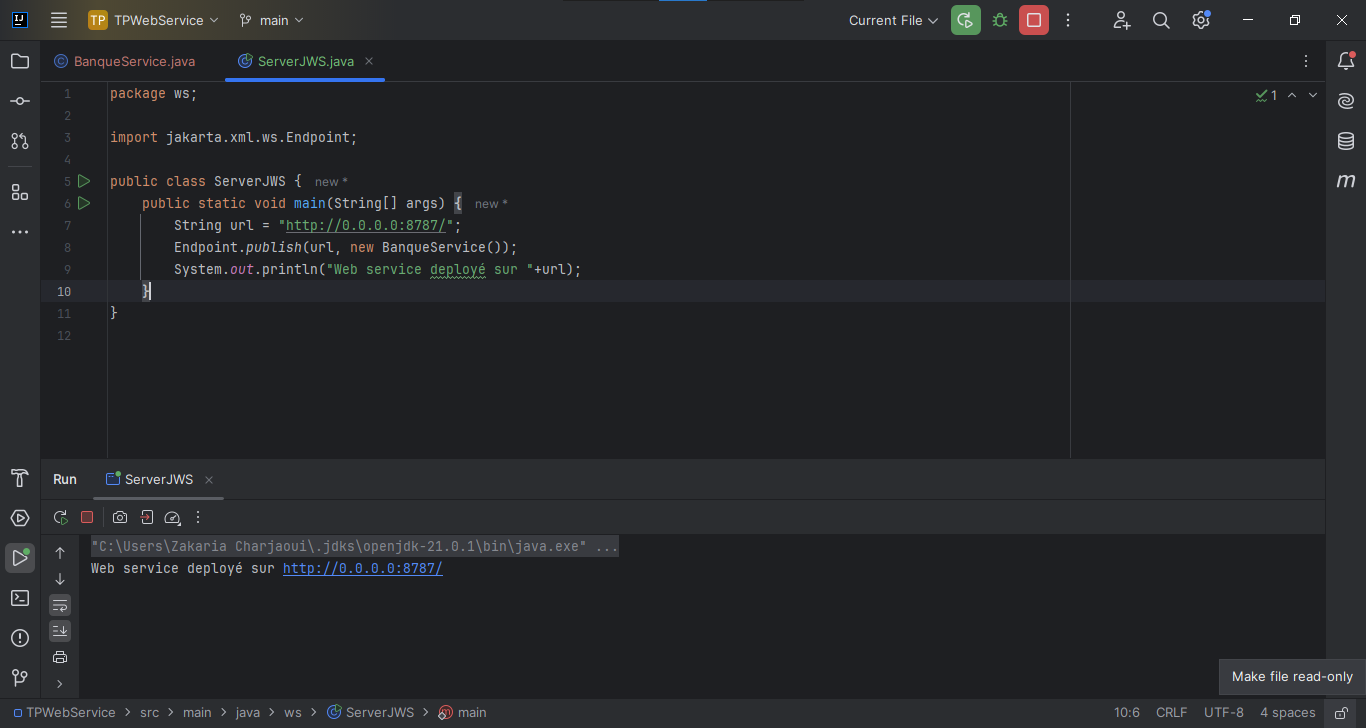 TP TPWebService main Current File
BanqueService.java ServerJWS.java
1 package ws; 1
2
3 import jakarta.xml.ws.Endpoint;
4
5 public class ServerJWS { new *
6 public static void main(String[] args) { new *
7 String url = "http://0.0.0.0:8787/";
8 Endpoint.publish(url, new BanqueService());
9 System.out.println("Web service deployé sur "+url);
10 }
11 }
12
Run ServerJWS
"C:\Users\Zakaria Charjaoui\.jdks\openjdk-21.0.1\bin\java.exe" ...
Web service deployé sur http://0.0.0.0:8787/
Make file read-only
TPWebService > src > main > java > ws > ServerJWS > main 10:6 CRLF UTF-8 4 spaces